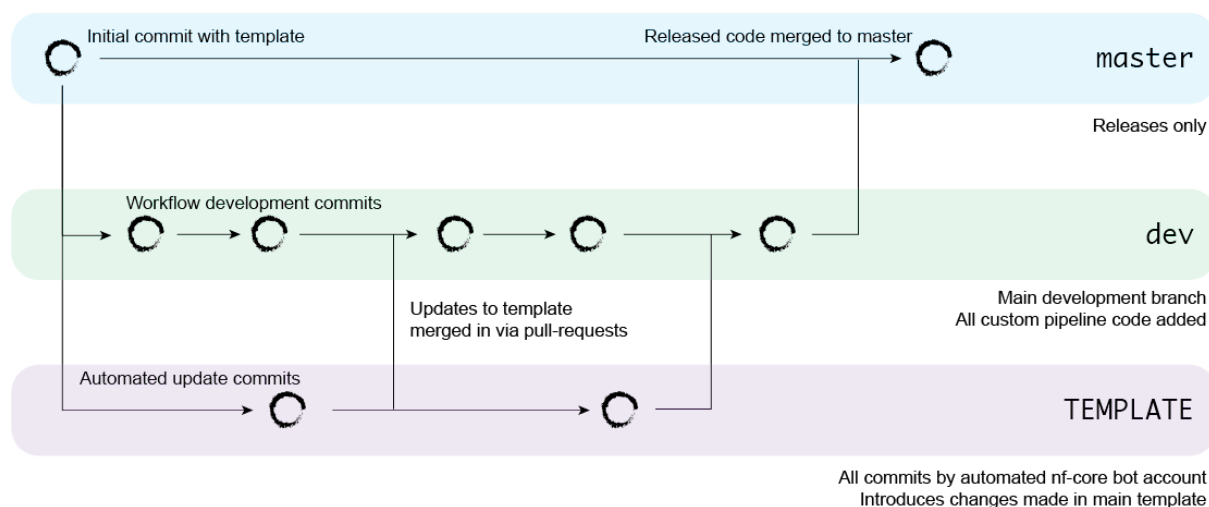 Initial commit with template
Released code merged to master
master
Releases only
Workflow development commits
dev
Main development branch
All custom pipeline code added
Updates to template
merged in via pull-requests
Automated update commits
TEMPLATE
All commits by automated nf-core bot account
Introduces changes made in main template